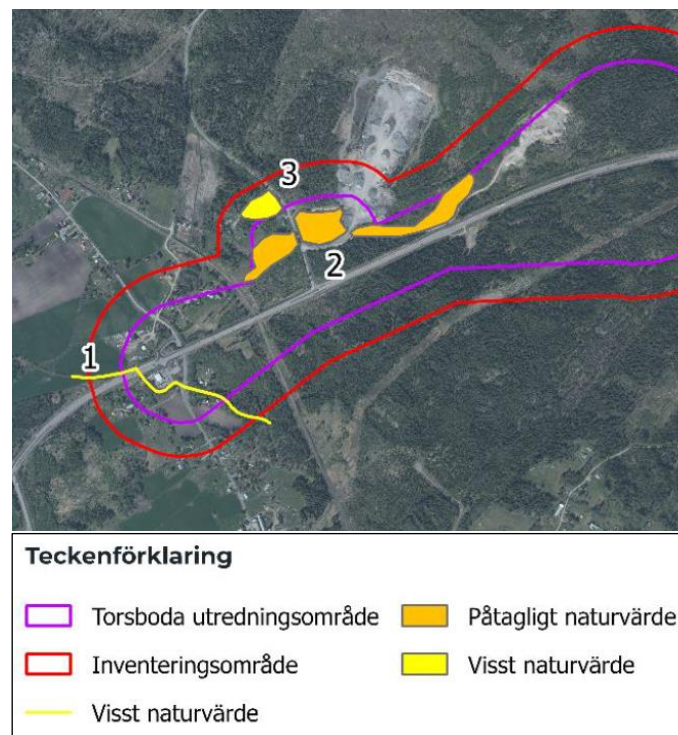 3
2
1
Teckenförklaring
Torsboda utredningsområde
Påtagligt naturvärde
Inventeringsområde
Visst naturvärde
Visst naturvärde